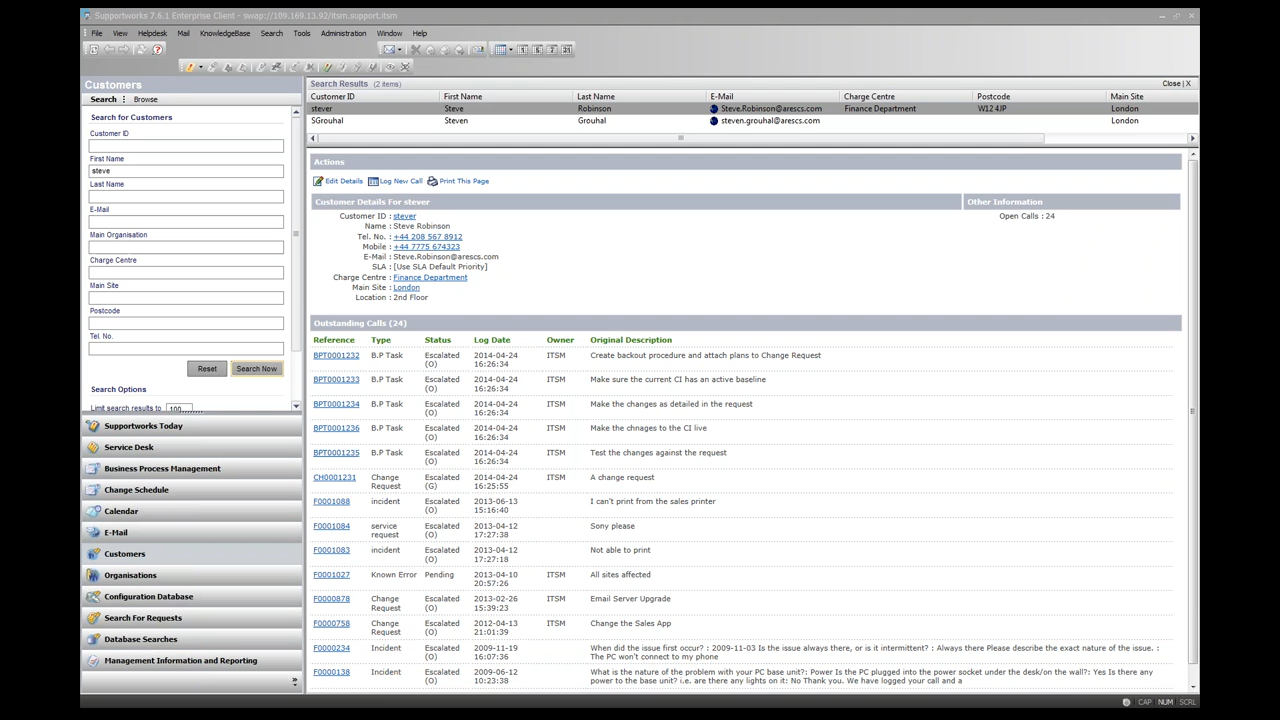 Supportworks 7.6.1 Enterprise Client - swap://109.169.13.92/itsm.support.itsm
File View Helpdesk Mail KnowledgeBase Search Tools Administration Window Help
Customers
Search Browse
Search for Customers
Customer ID
First Name
steve
Last Name
E-Mail
Main Organisation
Charge Centre
Main Site
Postcode
Tel. No.
Reset Search Now
Search Options
Limit search results to 100
Supportworks Today
Service Desk
Business Process Management
Change Schedule
Calendar
E-Mail
Customers
Organisations
Configuration Database
Search For Requests
Database Searches
Management Information and Reporting
Search Results (2 items) Close | X
Customer ID First Name Last Name E-Mail Charge Centre Postcode Main Site
stever Steve Robinson Steve.Robinson@arescs.com Finance Department W12 4JP London
SGrouhal Steven Grouhal steven.grouhal@arescs.com London
Actions
Edit Details Log New Call Print This Page
Customer Details For stever Other Information
Customer ID : stever Open Calls : 24
Name : Steve Robinson
Tel. No. : +44 208 567 8912
Mobile : +44 7775 674323
E-Mail : Steve.Robinson@arescs.com
SLA : [Use SLA Default Priority]
Charge Centre : Finance Department
Main Site : London
Location : 2nd Floor
Outstanding Calls (24)
Reference Type Status Log Date Owner Original Description
BPT0001232 B.P Task Escalated 2014-04-24 ITSM Create backout procedure and attach plans to Change Request
(O) 16:26:34
BPT0001233 B.P Task Escalated 2014-04-24 ITSM Make sure the current CI has an active baseline
(O) 16:26:34
BPT0001234 B.P Task Escalated 2014-04-24 ITSM Make the changes as detailed in the request
(O) 16:26:34
BPT0001236 B.P Task Escalated 2014-04-24 ITSM Make the chnages to the CI live
(O) 16:26:34
BPT0001235 B.P Task Escalated 2014-04-24 ITSM Test the changes against the request
(O) 16:26:34
CH0001231 Change Escalated 2014-04-24 ITSM A change request
Request (G) 16:25:55
F0001088 incident Escalated 2013-06-13 I can't print from the sales printer
(O) 15:16:40
F0001084 service Escalated 2013-04-12 Sony please
request (O) 17:27:38
F0001083 incident Escalated 2013-04-12 Not able to print
(O) 17:27:18
F0001027 Known Error Pending 2013-04-10 ITSM All sites affected
20:57:26
F0000878 Change Escalated 2013-02-26 ITSM Email Server Upgrade
Request (O) 15:39:23
F0000758 Change Escalated 2012-04-13 ITSM Change the Sales App
Request (O) 21:01:39
F0000234 Incident Escalated 2009-11-19 When did the issue first occur? : 2009-11-03 Is the issue always there, or is it intermittent? : Always there Please describe the exact nature of the issue. :
(O) 16:07:36 The PC won't connect to my phone
F0000138 Incident Escalated 2009-06-12 What is the nature of the problem with your PC base unit?: Power Is the PC plugged into the power socket under the desk/on the wall?: Yes Is there any
(O) 10:23:38 power to the base unit? i.e. are there any lights on it: No Thank you. We have logged your call and a
CAP NUM SCRL